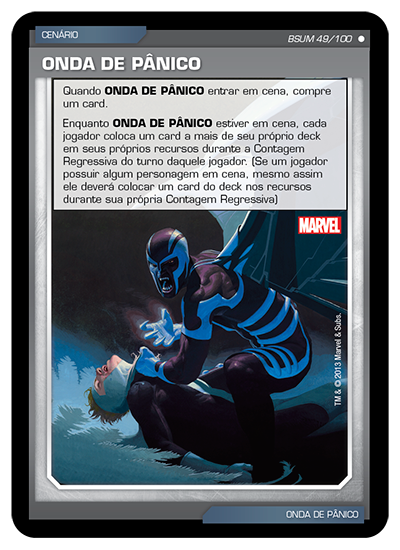 CENÁRIO
BSUM 49/100
ONDA DE PÂNICO
Quando ONDA DE PÂNICO entrar em cena, compre
um card.
Enquanto ONDA DE PÂNICO estiver em cena, cada
jogador coloca um card a mais de seu próprio deck
em seus próprios recursos durante a Contagem
Regressiva do turno daquele jogador. (Se um jogador
possuir algum personagem em cena, mesmo assim
ele deverá colocar um card do deck nos recursos
durante sua própria Contagem Regressiva)
MARVEL
TM & © 2013 Marvel & Subs.
ONDA DE PÂNICO